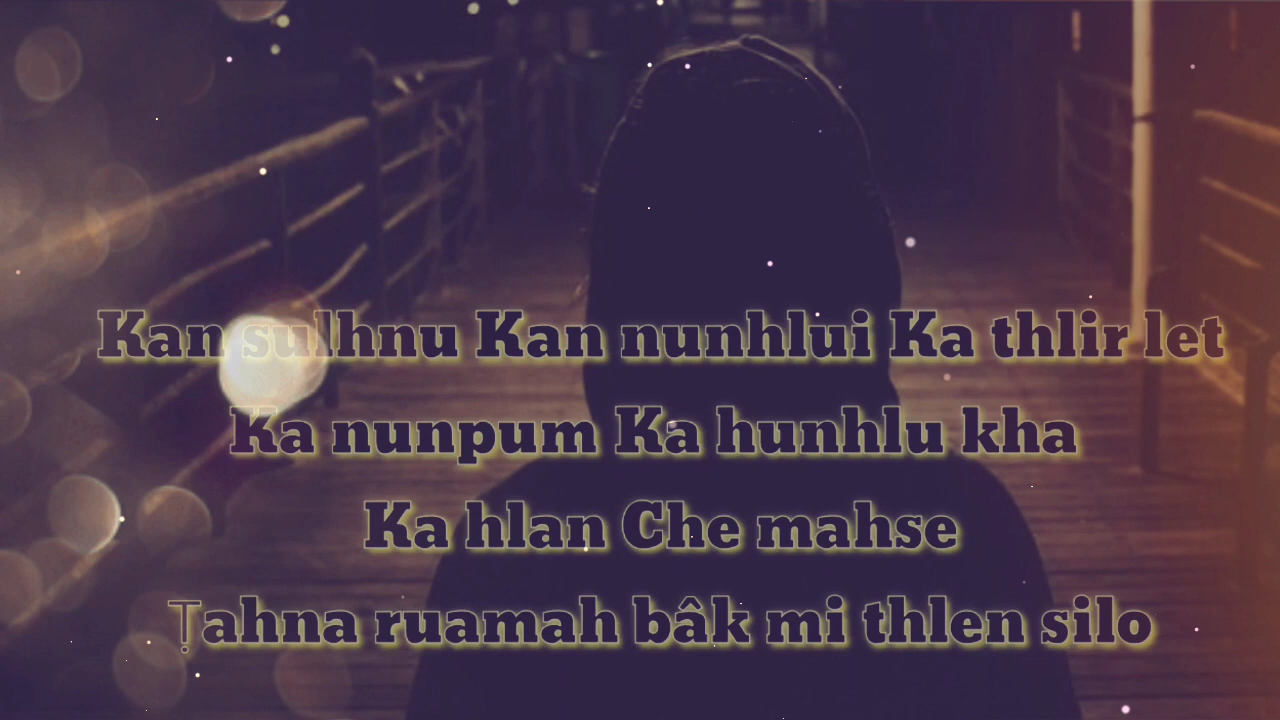 Kan sulhnu Kan nunhlui Ka thlir let
Ka nunpum Ka hunhlu kha
Ka hlan Che mahse
Ṭahna ruamah bâk mi thlen silo